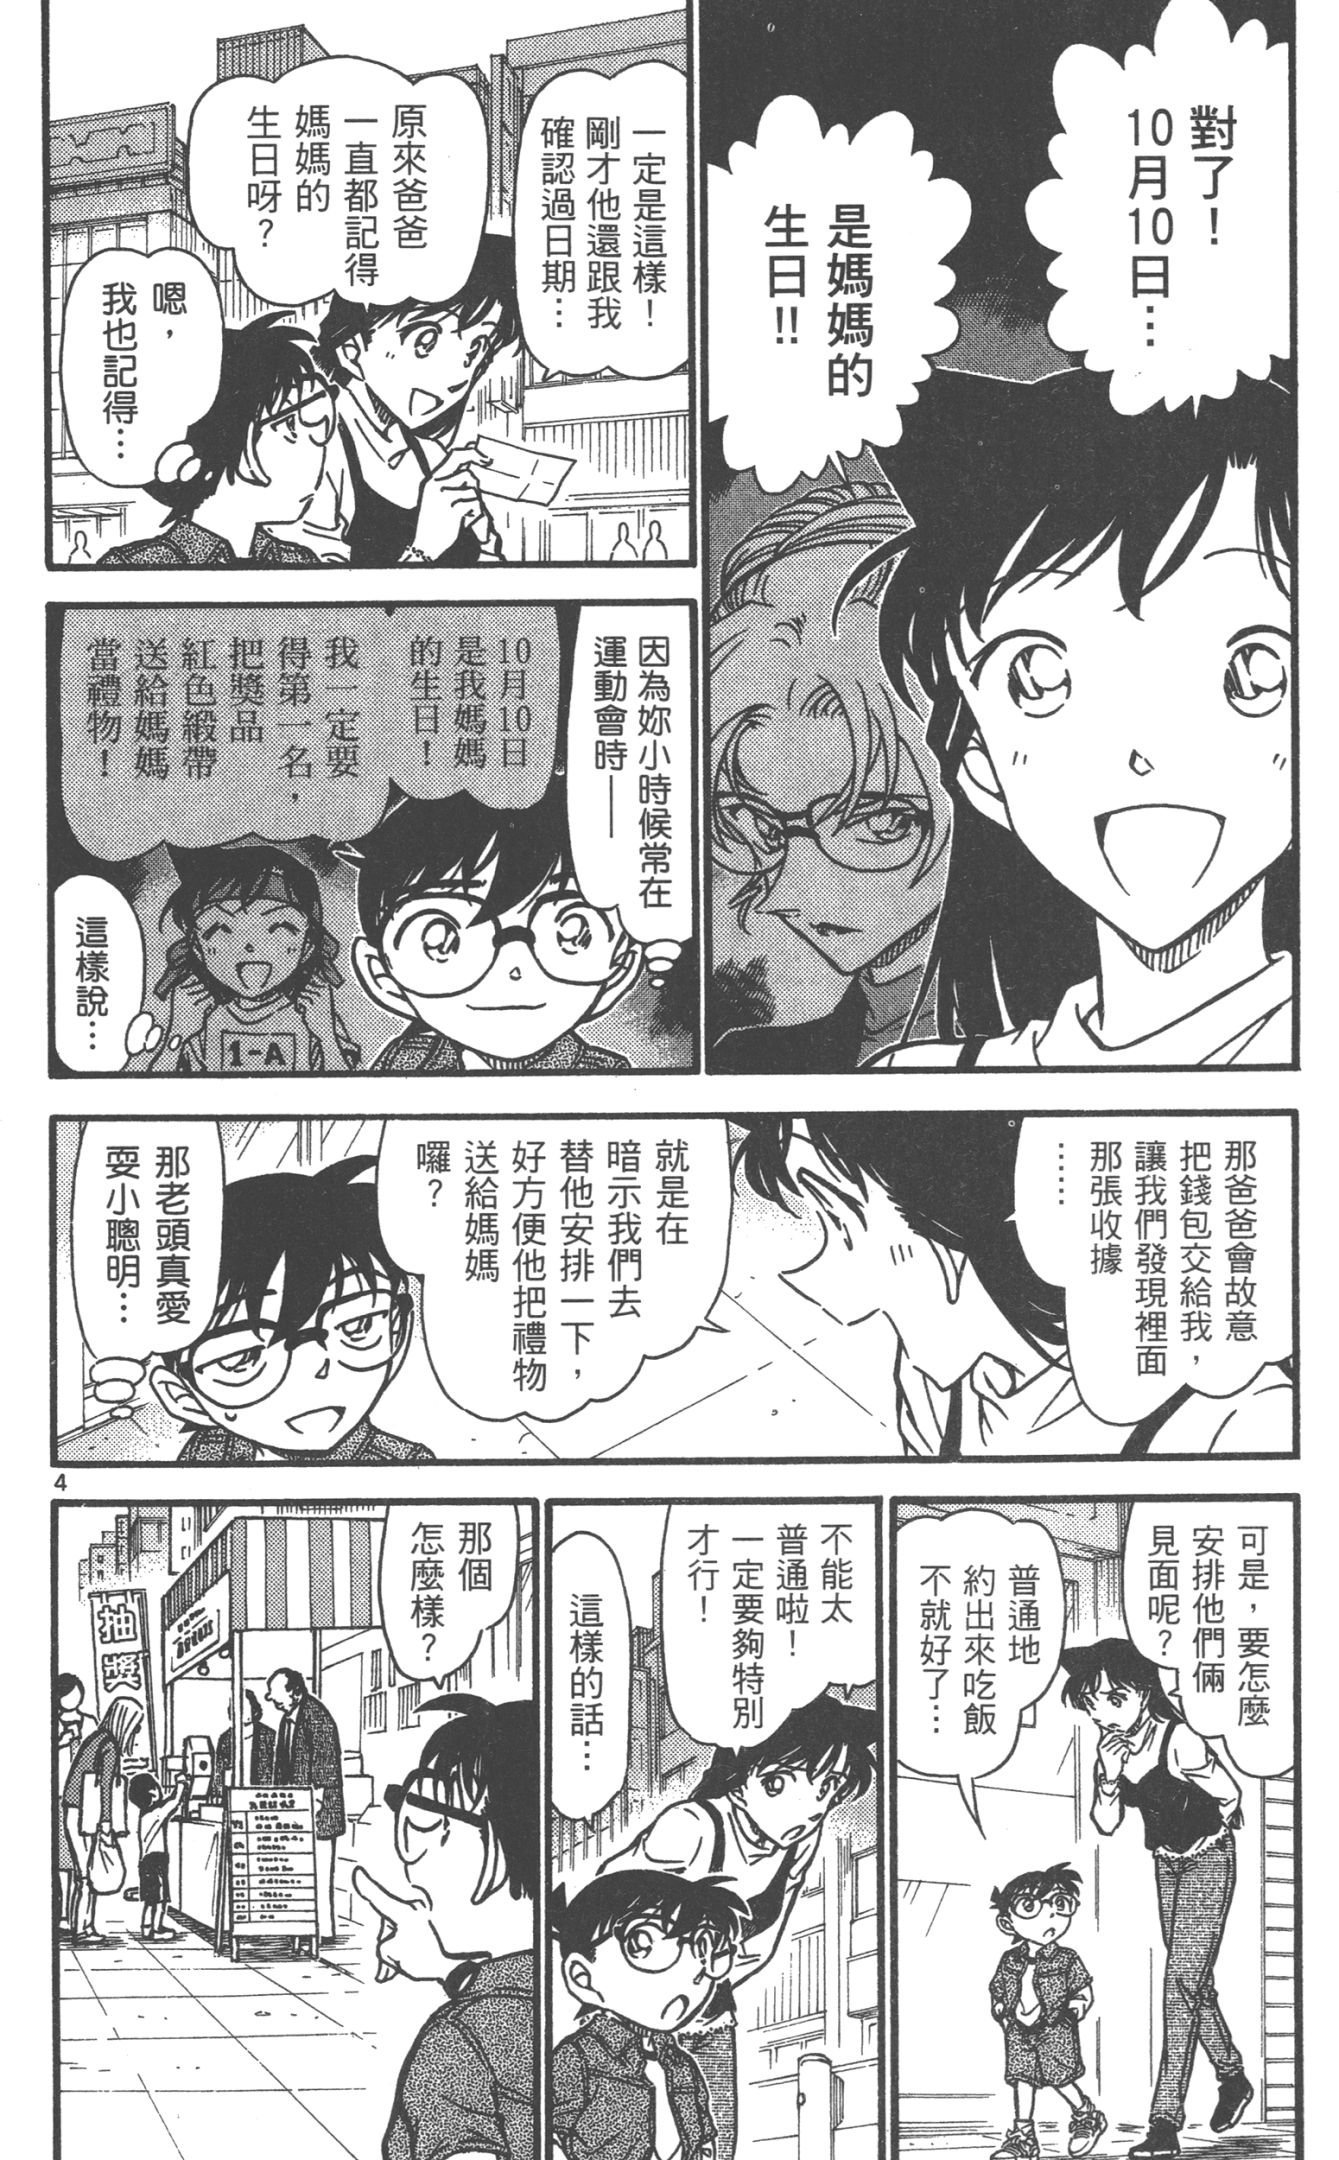 對了！
10月10日…
是媽媽的
生日!!
一定是這樣！
剛才他還跟我
確認過日期…
原來爸爸
一直都記得
媽媽的
生日呀？
嗯，
我也記得…
因為妳小時候常在
運動會時——
10月10日
是我媽媽
的生日！
我一定要
得第一名，
把獎品
紅色緞帶
送給媽媽
當禮物！
1-A
這樣說…
那爸爸會故意
把錢包交給我，
讓我們發現裡面
那張收據
……
就是在
暗示我們去
替他安排一下，
好方便他把禮物
送給媽媽
囉？
那老頭真愛
耍小聰明…
4
可是，要怎麼
安排他們倆
見面呢？
普通地
約出來吃飯
不就好了…
不能太
普通啦！
一定要夠特別
才行！
這樣的話…
那個
怎麼樣？
抽獎